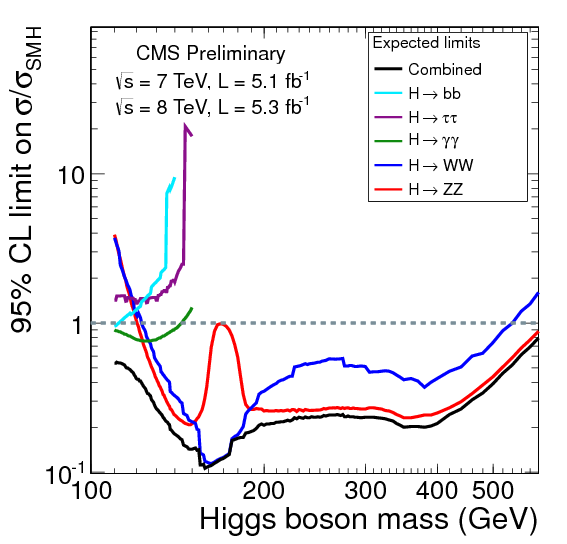 95% CL limit on σ/σSMH
CMS Preliminary
√s = 7 TeV, L = 5.1 fb-1
√s = 8 TeV, L = 5.3 fb-1
Expected limits
Combined
H → bb
H → ττ
H → γγ
H → WW
H → ZZ
10
1
10-1
100 200 300 400 500
Higgs boson mass (GeV)